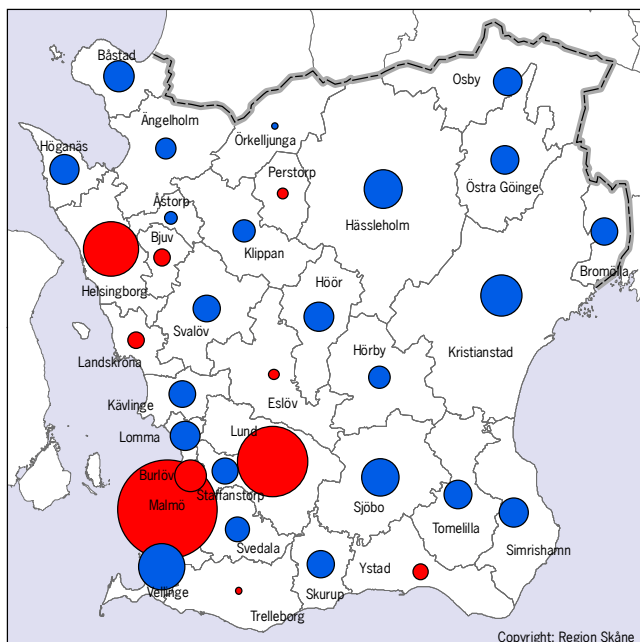 Båstad
Osby
Ängelholm
Örkelljunga
Höganäs
Perstorp
Östra Göinge
Åstorp
Hässleholm
Bjuv
Klippan
Höör
Bromölla
Helsingborg
Svalöv
Hörby
Kristianstad
Landskrona
Eslöv
Kävlinge
Lund
Lomma
Burlöv
Staffanstorp
Malmö
Sjöbo
Tomelilla
Svedala
Simrishamn
Ystad
Vellinge
Skurup
Trelleborg
Copyright: Region Skåne